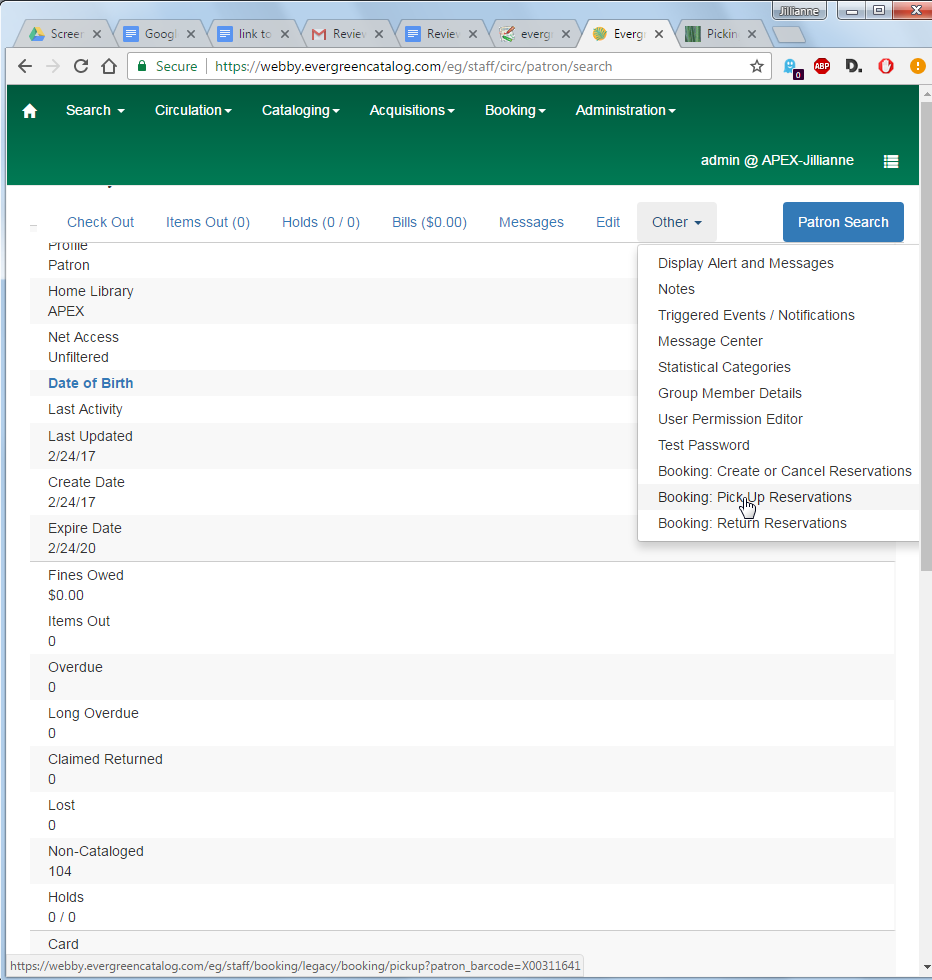 Jillianne
Screen
Googl
link to
Review
Review
everg
Everg
Pickin
Secure https://webby.evergreencatalog.com/eg/staff/circ/patron/search
0
ABP
D.
Search Circulation Cataloging Acquisitions Booking Administration
admin @ APEX-Jillianne
Check Out Items Out (0) Holds (0 / 0) Bills ($0.00) Messages Edit Other Patron Search
Display Alert and Messages
Notes
Triggered Events / Notifications
Message Center
Statistical Categories
Group Member Details
User Permission Editor
Test Password
Booking: Create or Cancel Reservations
Booking: Pick Up Reservations
Booking: Return Reservations
Profile
Patron
Home Library
APEX
Net Access
Unfiltered
Date of Birth
Last Activity
Last Updated
2/24/17
Create Date
2/24/17
Expire Date
2/24/20
Fines Owed
$0.00
Items Out
0
Overdue
0
Long Overdue
0
Claimed Returned
0
Lost
0
Non-Cataloged
104
Holds
0 / 0
Card
https://webby.evergreencatalog.com/eg/staff/booking/legacy/booking/pickup?patron_barcode=X00311641